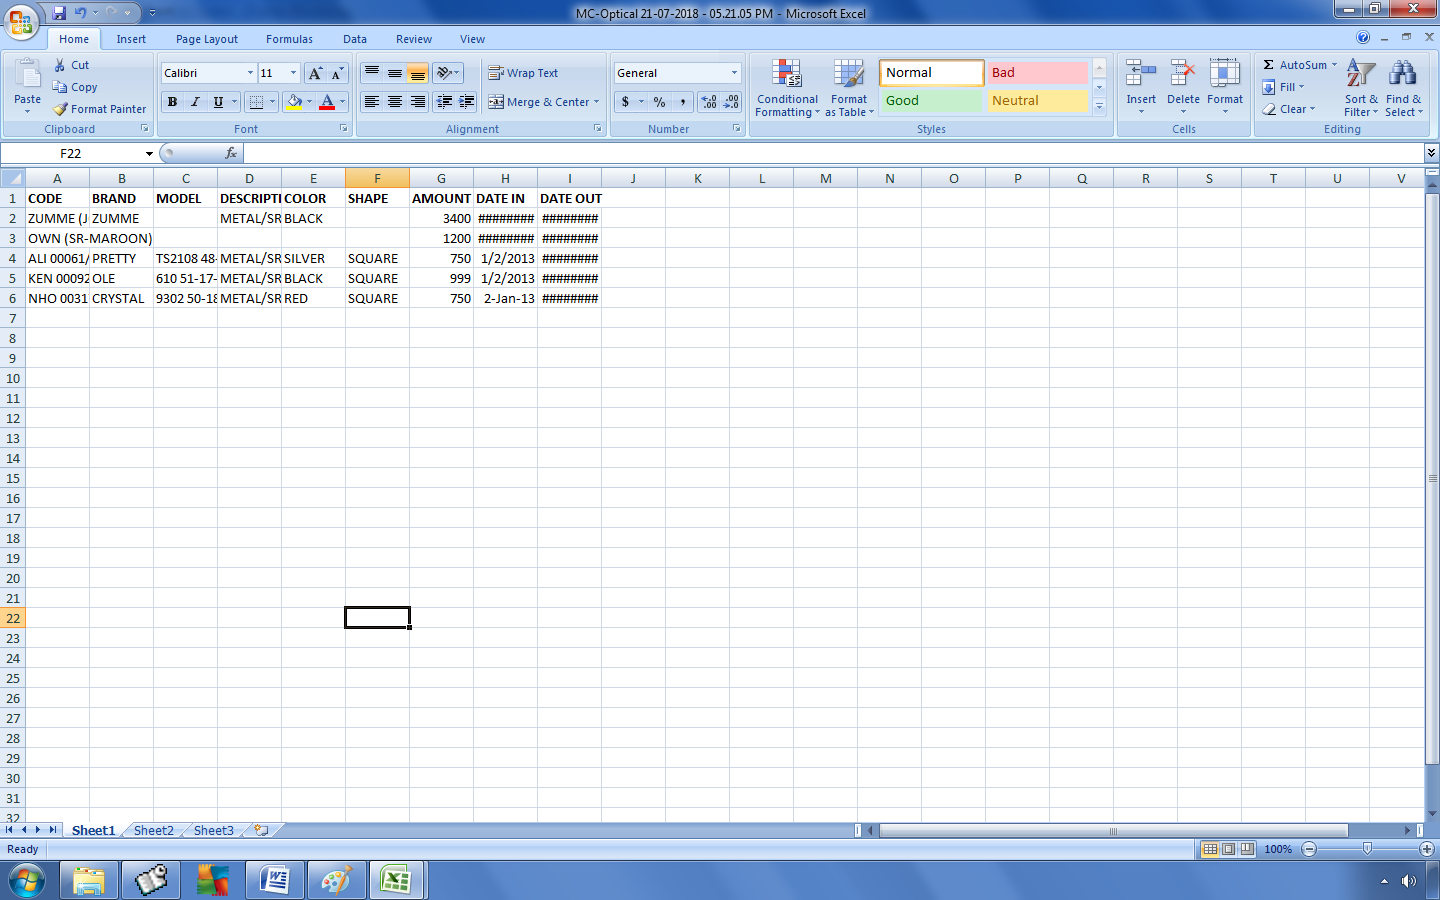 MC-Optical 21-07-2018 - 05.21.05 PM - Microsoft Excel
Home Insert Page Layout Formulas Data Review View
Paste Cut Copy Format Painter Clipboard
Calibri 11 B I U A A A Font
Wrap Text Merge & Center Alignment
General $ % , Number
Conditional Formatting Format as Table Normal Bad Good Neutral Styles
Insert Delete Format Cells
Σ AutoSum Fill Clear Sort & Filter Find & Select Editing
F22 fx
A B C D E F G H I J K L M N O P Q R S T U V
1 CODE BRAND MODEL DESCRIPTI COLOR SHAPE AMOUNT DATE IN DATE OUT
2 ZUMME (J ZUMME METAL/SR BLACK 3400 ######## ########
3 OWN (SR-MAROON) 1200 ######## ########
4 ALI 00061/ PRETTY TS2108 48- METAL/SR SILVER SQUARE 750 1/2/2013 ########
5 KEN 00092 OLE 610 51-17- METAL/SR BLACK SQUARE 999 1/2/2013 ########
6 NHO 0031 CRYSTAL 9302 50-18 METAL/SR RED SQUARE 750 2-Jan-13 ########
7
8
9
10
11
12
13
14
15
16
17
18
19
20
21
22
23
24
25
26
27
28
29
30
31
32
Sheet1 Sheet2 Sheet3
Ready 100%